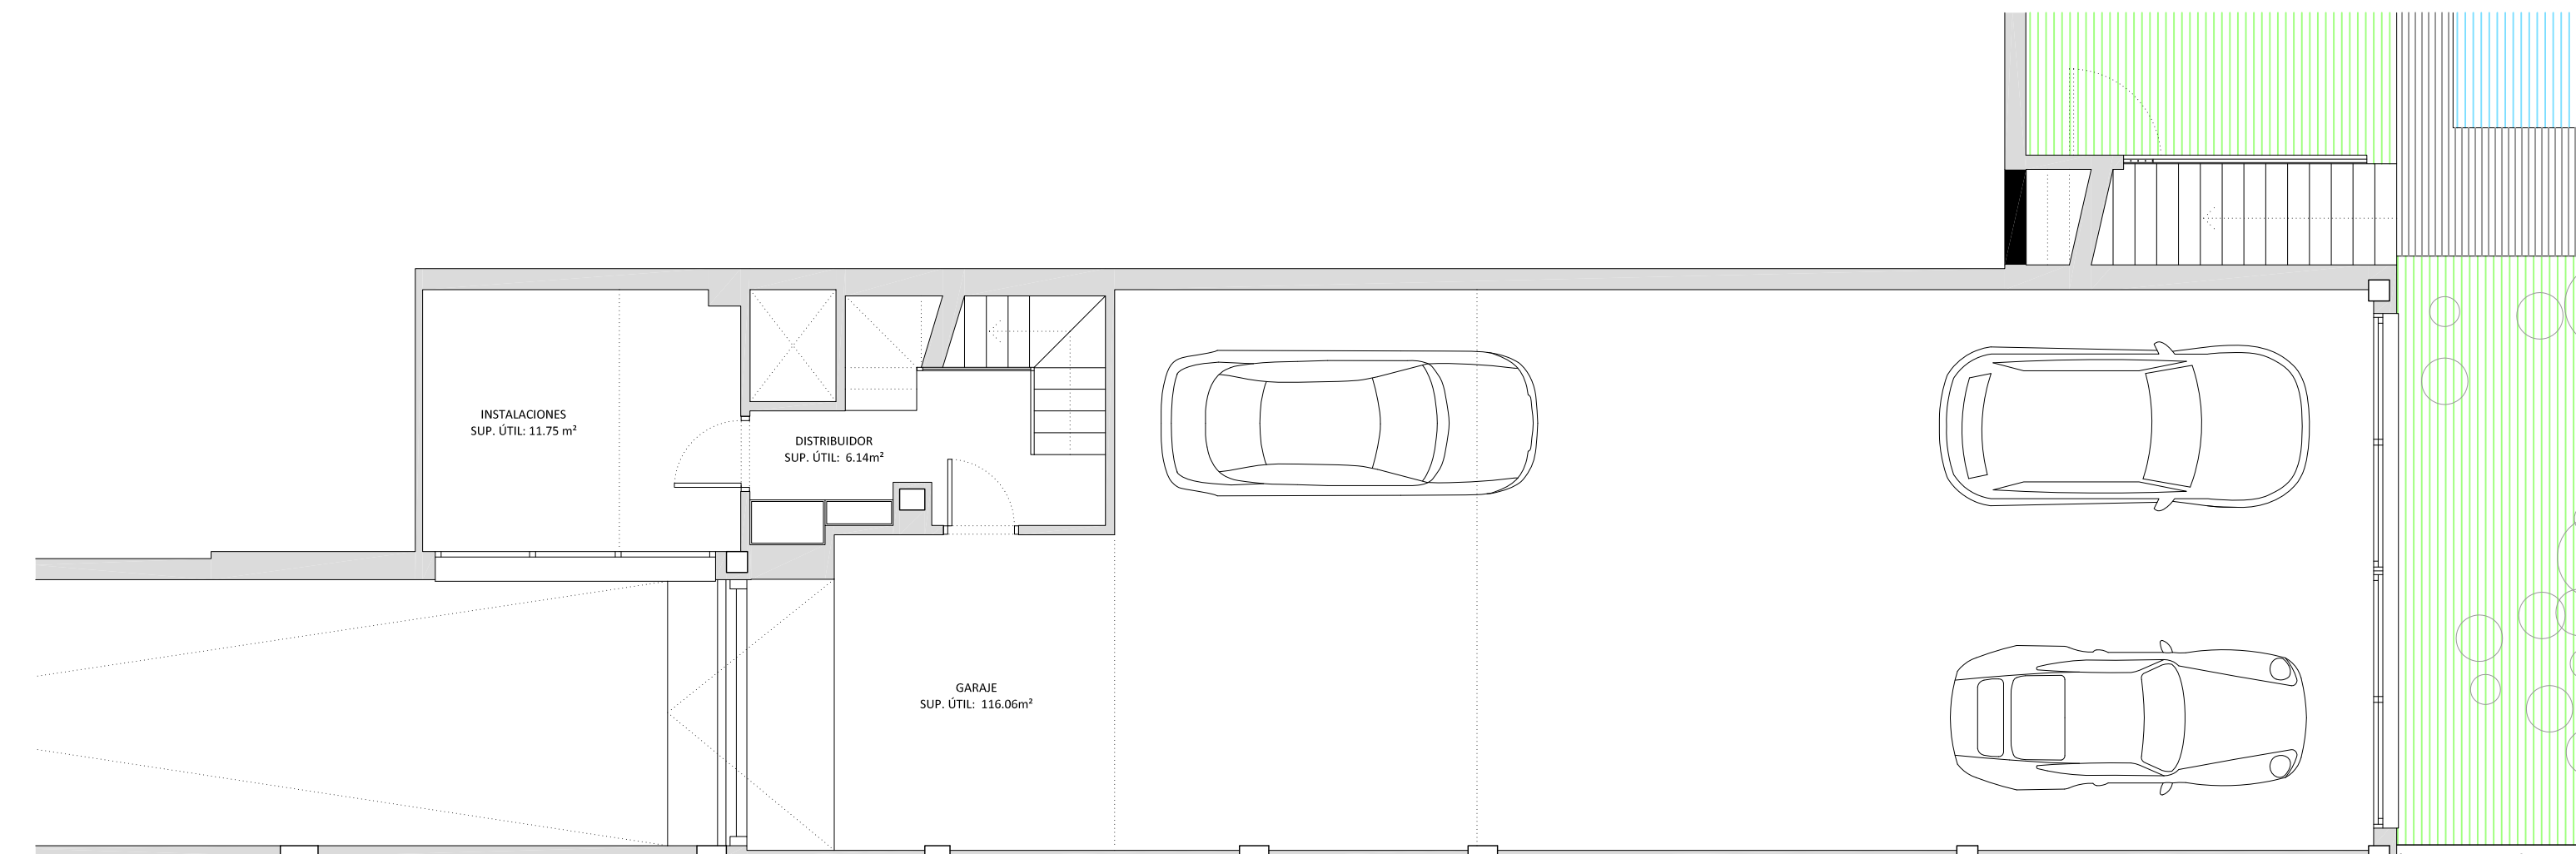 INSTALACIONES
SUP. ÚTIL: 11.75 m²
DISTRIBUIDOR
SUP. ÚTIL: 6.14m²
GARAJE
SUP. ÚTIL: 116.06m²